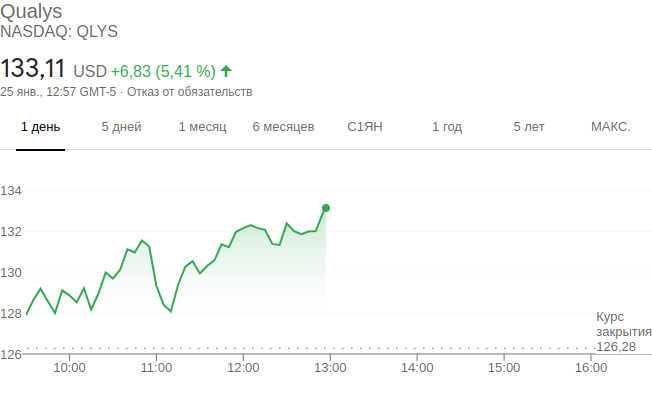 Qualys
NASDAQ: QLYS
133,11 USD +6,83 (5,41 %)
25 янв., 12:57 GMT-5 · Отказ от обязательств
1 день 5 дней 1 месяц 6 месяцев С1ЯН 1 год 5 лет МАКС.
134
132
130
128
126
Курс
закрытия
126,28
10:00 11:00 12:00 13:00 14:00 15:00 16:00